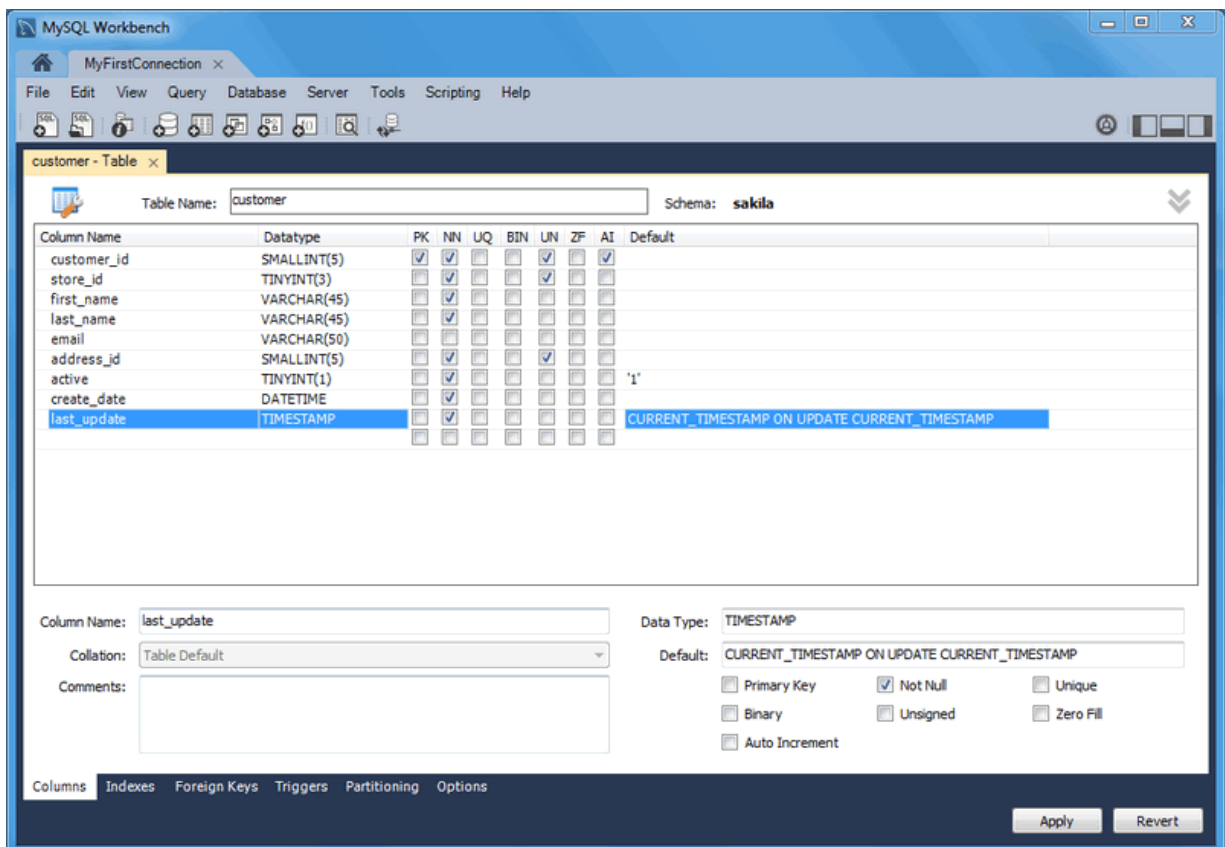 MySQL Workbench
MyFirstConnection
File Edit View Query Database Server Tools Scripting Help
customer - Table
Table Name: customer Schema: sakila
Column Name Datatype PK NN UQ BIN UN ZF AI Default
customer_id SMALLINT(5)
store_id TINYINT(3)
first_name VARCHAR(45)
last_name VARCHAR(45)
email VARCHAR(50)
address_id SMALLINT(5)
active TINYINT(1) '1'
create_date DATETIME
last_update TIMESTAMP CURRENT_TIMESTAMP ON UPDATE CURRENT_TIMESTAMP
Column Name: last_update Data Type: TIMESTAMP
Collation: Table Default Default: CURRENT_TIMESTAMP ON UPDATE CURRENT_TIMESTAMP
Comments: Primary Key Not Null Unique
Binary Unsigned Zero Fill
Auto Increment
Columns Indexes Foreign Keys Triggers Partitioning Options
Apply Revert